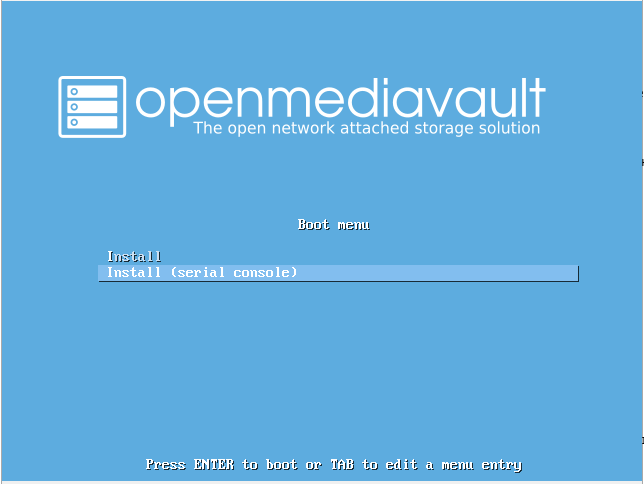 openmediavault
The open network attached storage solution
Boot menu
Install
Install (serial console)
Press ENTER to boot or TAB to edit a menu entry